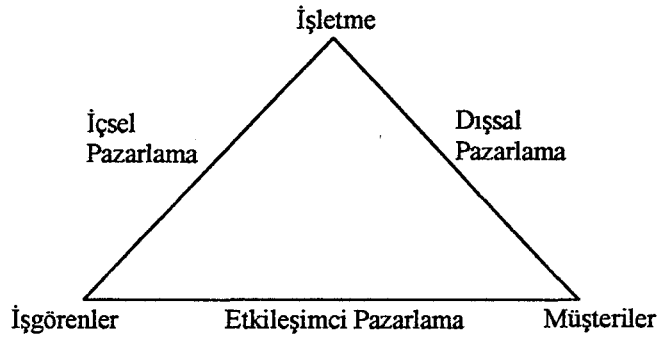 İşletme
İçsel
Pazarlama
Dışsal
Pazarlama
İşgörenler
Etkileşimci Pazarlama
Müşteriler